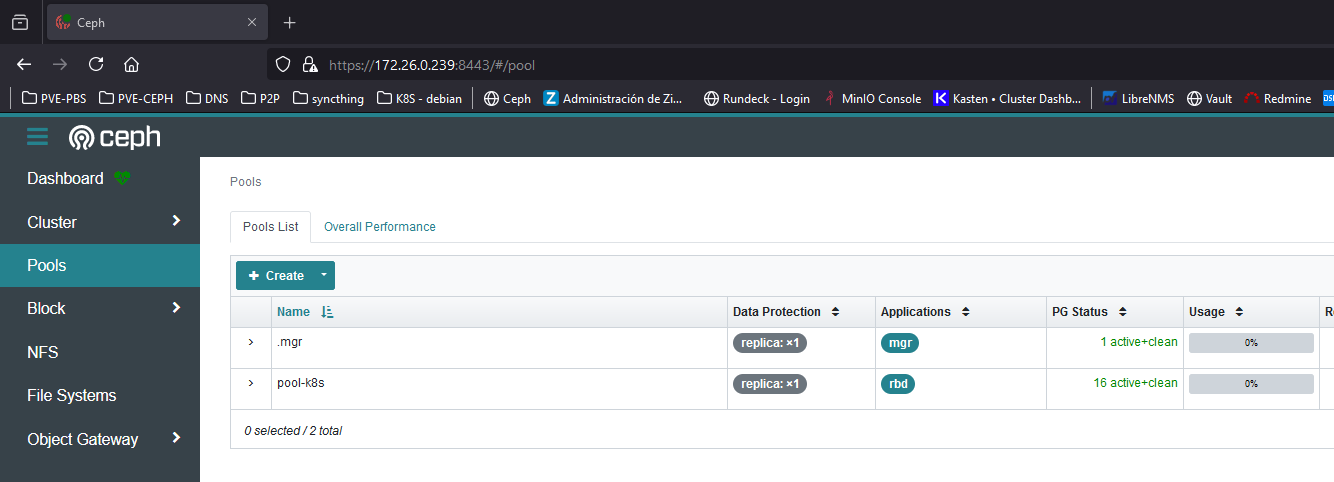 Ceph
https://172.26.0.239:8443/#/pool
PVE-PBS PVE-CEPH DNS P2P syncthing K8S - debian Ceph Administración de Zi... Rundeck - Login MinIO Console Kasten • Cluster Dashb... LibreNMS Vault Redmine
ceph
Dashboard
Cluster
Pools
Block
NFS
File Systems
Object Gateway
Pools
Pools List Overall Performance
Create
Name Data Protection Applications PG Status Usage
.mgr replica: ×1 mgr 1 active+clean 0%
pool-k8s replica: ×1 rbd 16 active+clean 0%
0 selected / 2 total